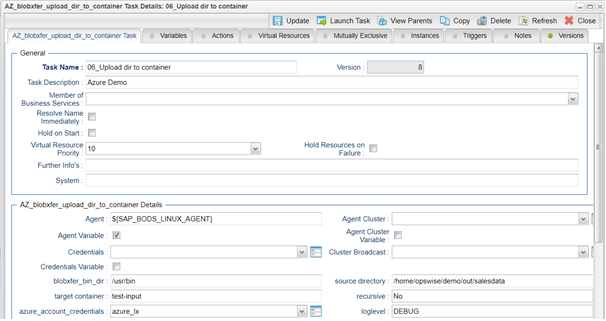 AZ_blobxfer_upload_dir_to_container Task Details: 06_Upload dir to container
Update Launch Task View Parents Copy Delete Refresh Close
AZ_blobxfer_upload_dir_to_container Task Variables Actions Virtual Resources Mutually Exclusive Instances Triggers Notes Versions
General
Task Name : 06_Upload dir to container Version : 8
Task Description : Azure Demo
Member of
Business Services :
Resolve Name
Immediately :
Hold on Start :
Virtual Resource
Priority : 10 Hold Resources on
Failure :
Further Info's :
System :
AZ_blobxfer_upload_dir_to_container Details
Agent : ${SAP_BODS_LINUX_AGENT} Agent Cluster :
Agent Variable : Agent Cluster
Variable :
Credentials : Cluster Broadcast :
Credentials Variable :
blobxfer_bin_dir : /usr/bin source directory : /home/opswise/demo/out/salesdata
target container : test-input recursive : No
azure_account_credentials : azure_lx loglevel : DEBUG